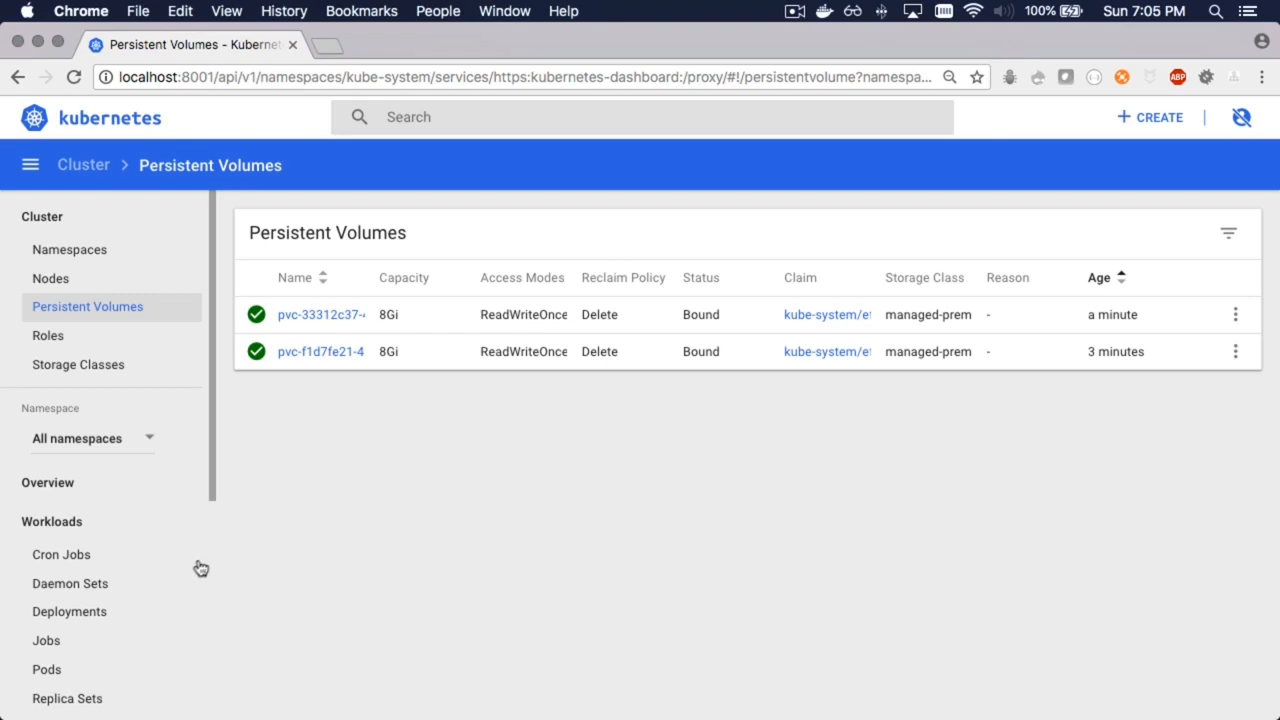 Chrome File Edit View History Bookmarks People Window Help 100% Sun 7:05 PM
Persistent Volumes - Kubernet
localhost:8001/api/v1/namespaces/kube-system/services/https:kubernetes-dashboard:/proxy/#!/persistentvolume?namespa... ABP
kubernetes Search + CREATE
Cluster > Persistent Volumes
Cluster
Namespaces
Nodes
Persistent Volumes
Roles
Storage Classes
Namespace
All namespaces
Overview
Workloads
Cron Jobs
Daemon Sets
Deployments
Jobs
Pods
Replica Sets
Persistent Volumes
Name Capacity Access Modes Reclaim Policy Status Claim Storage Class Reason Age
pvc-33312c37- 8Gi ReadWriteOnce Delete Bound kube-system/e managed-prem - a minute
pvc-f1d7fe21-4 8Gi ReadWriteOnce Delete Bound kube-system/e managed-prem - 3 minutes